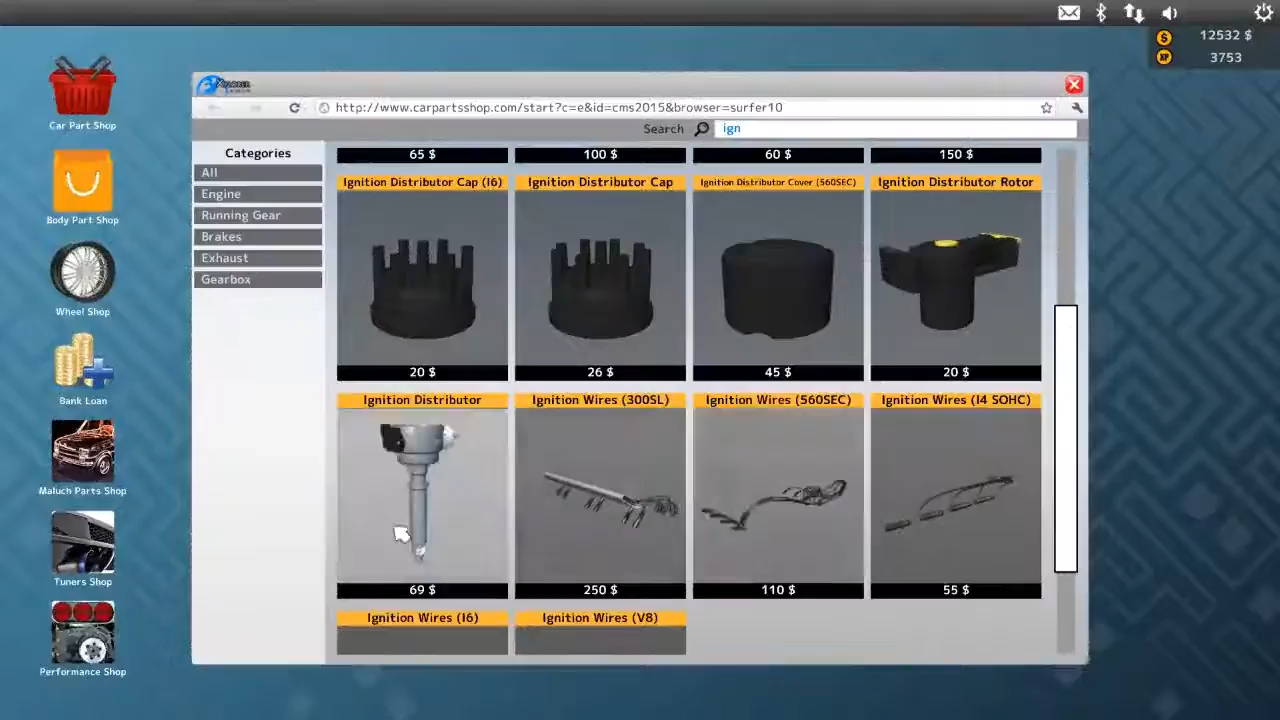 12532 $
3753
Car Part Shop
Body Part Shop
Wheel Shop
Bank Loan
Maluch Parts Shop
Tuners Shop
Performance Shop
http://www.carpartsshop.com/start?c=e&id=cms2015&browser=surfer10
Search ign
Categories
All
Engine
Running Gear
Brakes
Exhaust
Gearbox
65 $ 100 $ 60 $ 150 $
Ignition Distributor Cap (I6) Ignition Distributor Cap Ignition Distributor Cover (560SEC) Ignition Distributor Rotor
20 $ 26 $ 45 $ 20 $
Ignition Distributor Ignition Wires (300SL) Ignition Wires (560SEC) Ignition Wires (I4 SOHC)
69 $ 250 $ 110 $ 55 $
Ignition Wires (I6) Ignition Wires (V8)